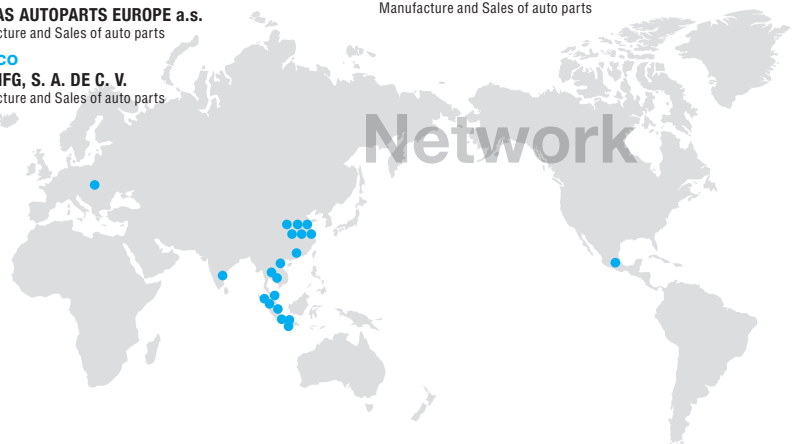 AS AUTOPARTS EUROPE a.s.
cture and Sales of auto parts
co
MFG, S. A. DE C. V.
cture and Sales of auto parts
Manufacture and Sales of auto parts
Network